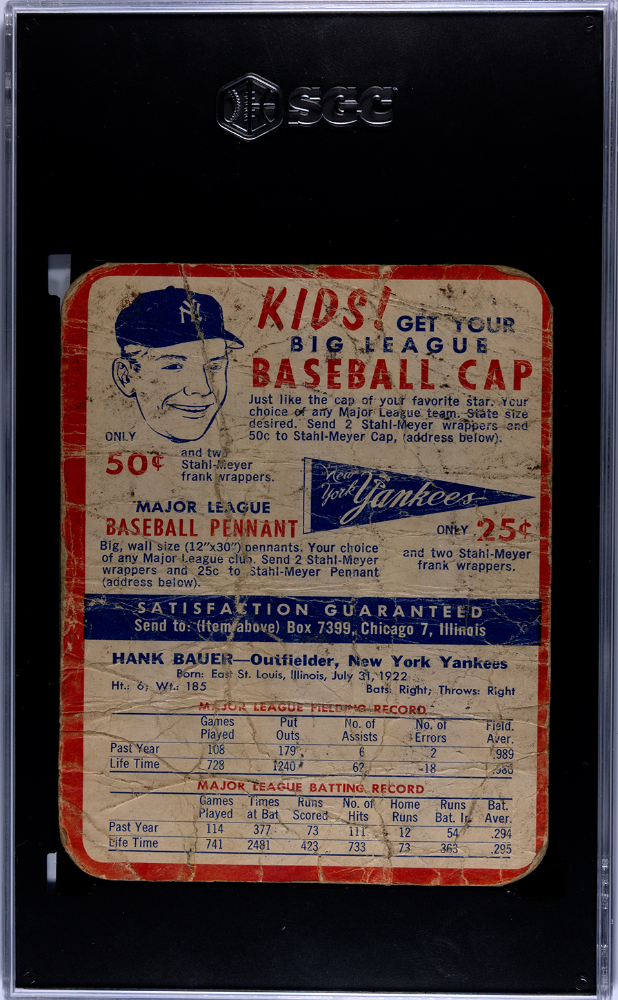 SGC
KIDS!
GET YOUR
BIG LEAGUE
BASEBALL CAP
Just like the cap of your favorite star. Your
choice of any Major League team. State size
desired. Send 2 Stahl-Meyer wrappers and
50c to Stahl-Meyer Cap, (address below).
NY
ONLY
50¢
and two
Stahl-Meyer
frank wrappers.
New
York Yankees
MAJOR LEAGUE
BASEBALL PENNANT
ONLY 25¢
Big, wall size (12"x30") pennants. Your choice
of any Major League club. Send 2 Stahl-Meyer
wrappers and 25c to Stahl-Meyer Pennant
(address below).
and two Stahl-Meyer
frank wrappers.
SATISFACTION GUARANTEED
Send to: (Item above) Box 7399, Chicago 7, Illinois
HANK BAUER—Outfielder, New York Yankees
Born: East St. Louis, Illinois, July 31, 1922
Ht.: 6; Wt.: 185 Bats: Right; Throws: Right
MAJOR LEAGUE FIELDING RECORD
Games Put No. of No. of Field.
Played Outs Assists Errors Aver.
Past Year 108 179 6 2 .989
Life Time 728 1240 62 18 .986
MAJOR LEAGUE BATTING RECORD
Games Times Runs No. of Home Runs Bat.
Played at Bat Scored Hits Runs Bat. In Aver.
Past Year 114 377 73 111 12 54 .294
Life Time 741 2481 423 733 73 363 .295